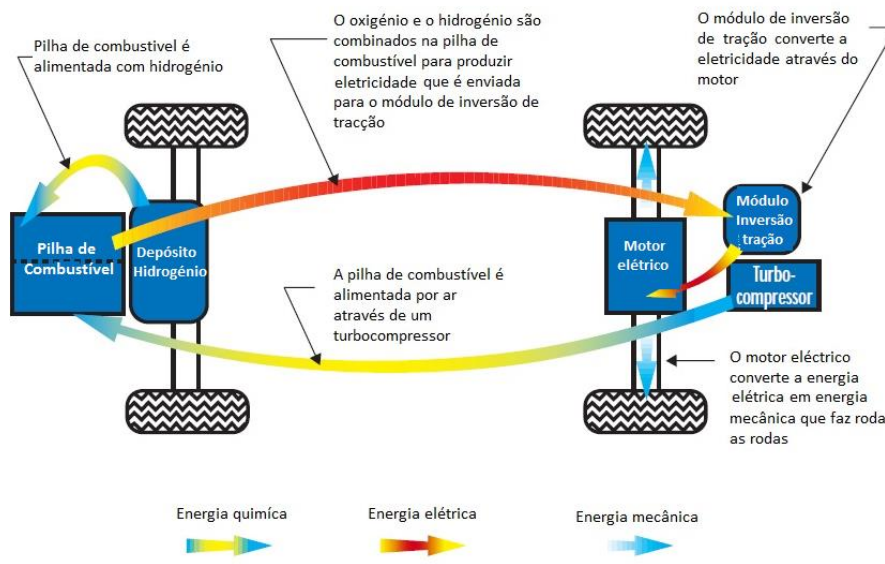 Pilha de combustivel é
alimentada com hidrogénio
O oxigénio e o hidrogénio são
combinados na pilha de
combustível para produzir
eletricidade que é enviada
para o módulo de inversão de
tracção
O módulo de inversão
de tração converte a
eletricidade através do
motor
Pilha de
Combustível
Depósito
Hidrogénio
Motor
elétrico
Módulo
Inversão
tração
Turbo-
compressor
A pilha de combustível é
alimentada por ar
através de um
turbocompressor
O motor eléctrico
converte a energia
elétrica em energia
mecânica que faz roda
as rodas
Energia quimíca
Energia elétrica
Energia mecânica